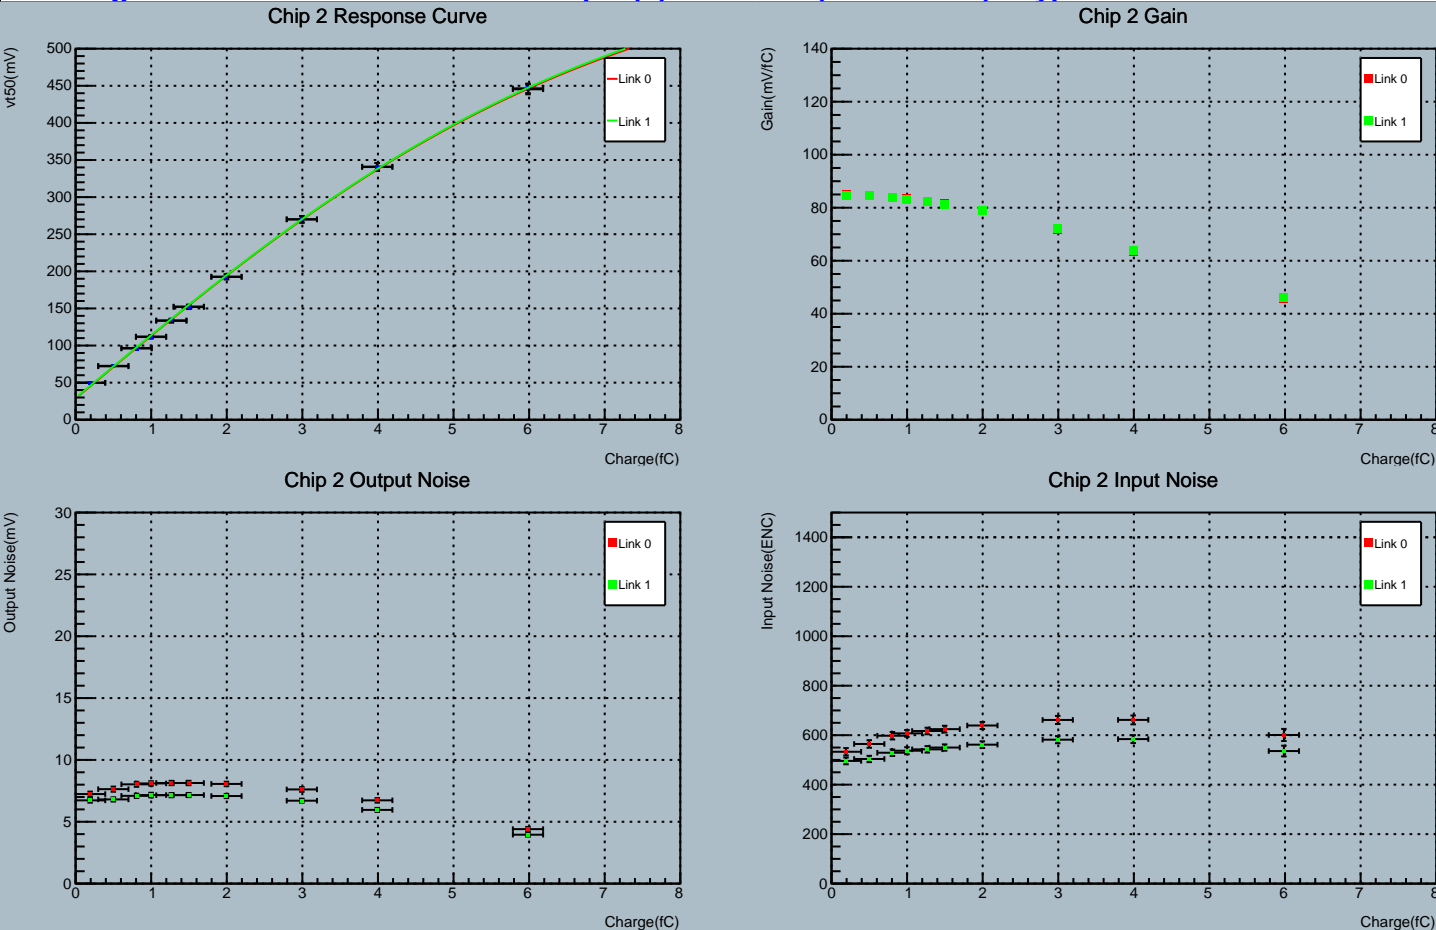 Chip 2 Response Curve
vt50(mV)
500
450
400
350
300
250
200
150
100
50
0
0 1 2 3 4 5 6 7 8
Charge(fC)
Link 0
Link 1
Chip 2 Gain
Gain(mV/fC)
140
120
100
80
60
40
20
0
0 1 2 3 4 5 6 7 8
Charge(fC)
Link 0
Link 1
Chip 2 Output Noise
Output Noise(mV)
30
25
20
15
10
5
0
0 1 2 3 4 5 6 7 8
Charge(fC)
Link 0
Link 1
Chip 2 Input Noise
Input Noise(ENC)
1400
1200
1000
800
600
400
200
0
0 1 2 3 4 5 6 7 8
Charge(fC)
Link 0
Link 1